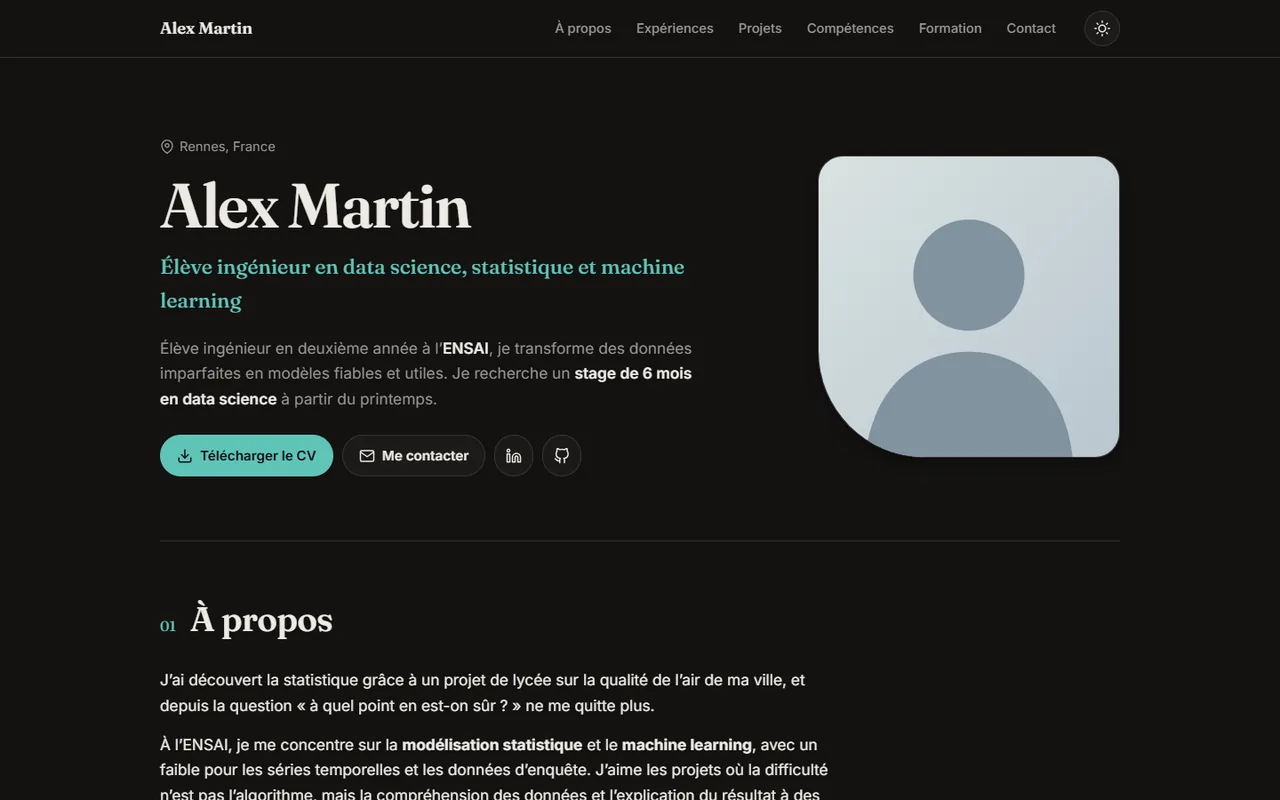 Alex Martin
À propos
Expériences
Projets
Compétences
Formation
Contact
Rennes, France
Alex Martin
Élève ingénieur en data science, statistique et machine
learning
Élève ingénieur en deuxième année à l’ENSAI, je transforme des données
imparfaites en modèles fiables et utiles. Je recherche un stage de 6 mois
en data science à partir du printemps.
Télécharger le CV
Me contacter
01 À propos
J’ai découvert la statistique grâce à un projet de lycée sur la qualité de l’air de ma ville, et
depuis la question « à quel point en est-on sûr ? » ne me quitte plus.
À l’ENSAI, je me concentre sur la modélisation statistique et le machine learning, avec un
faible pour les séries temporelles et les données d’enquête. J’aime les projets où la difficulté
n’est pas l’algorithme, mais la compréhension des données et l’explication du résultat à des